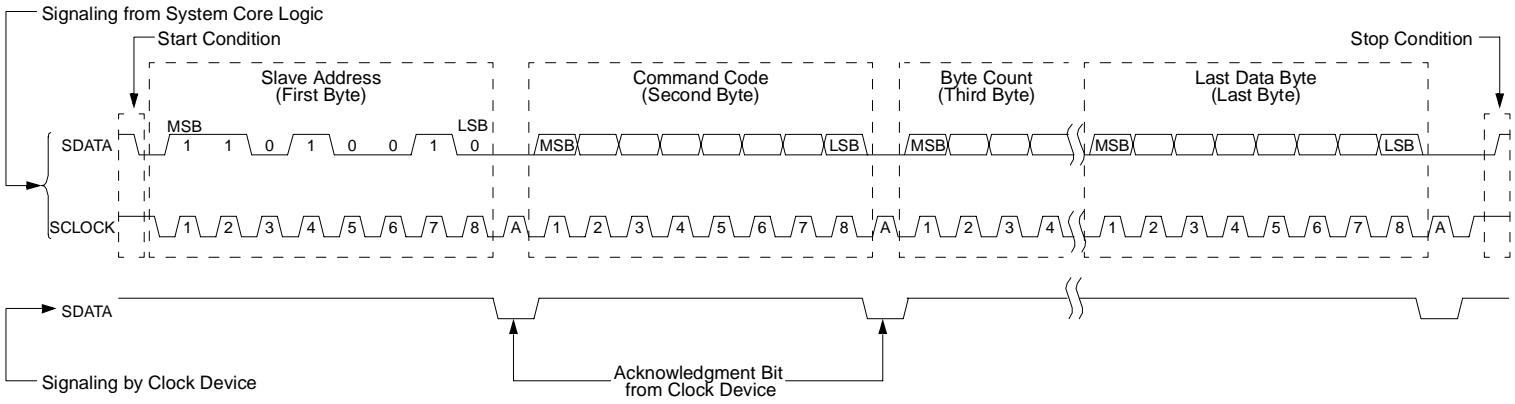 Signaling from System Core Logic
Start Condition
Stop Condition
Slave Address
(First Byte)
Command Code
(Second Byte)
Byte Count
(Third Byte)
Last Data Byte
(Last Byte)
MSB LSB
SDATA 1 1 0 1 0 0 1 0 MSB LSB MSB MSB LSB
SCLOCK 1 2 3 4 5 6 7 8 A 1 2 3 4 5 6 7 8 A 1 2 3 4 1 2 3 4 5 6 7 8 A
SDATA
Signaling by Clock Device
Acknowledgment Bit
from Clock Device